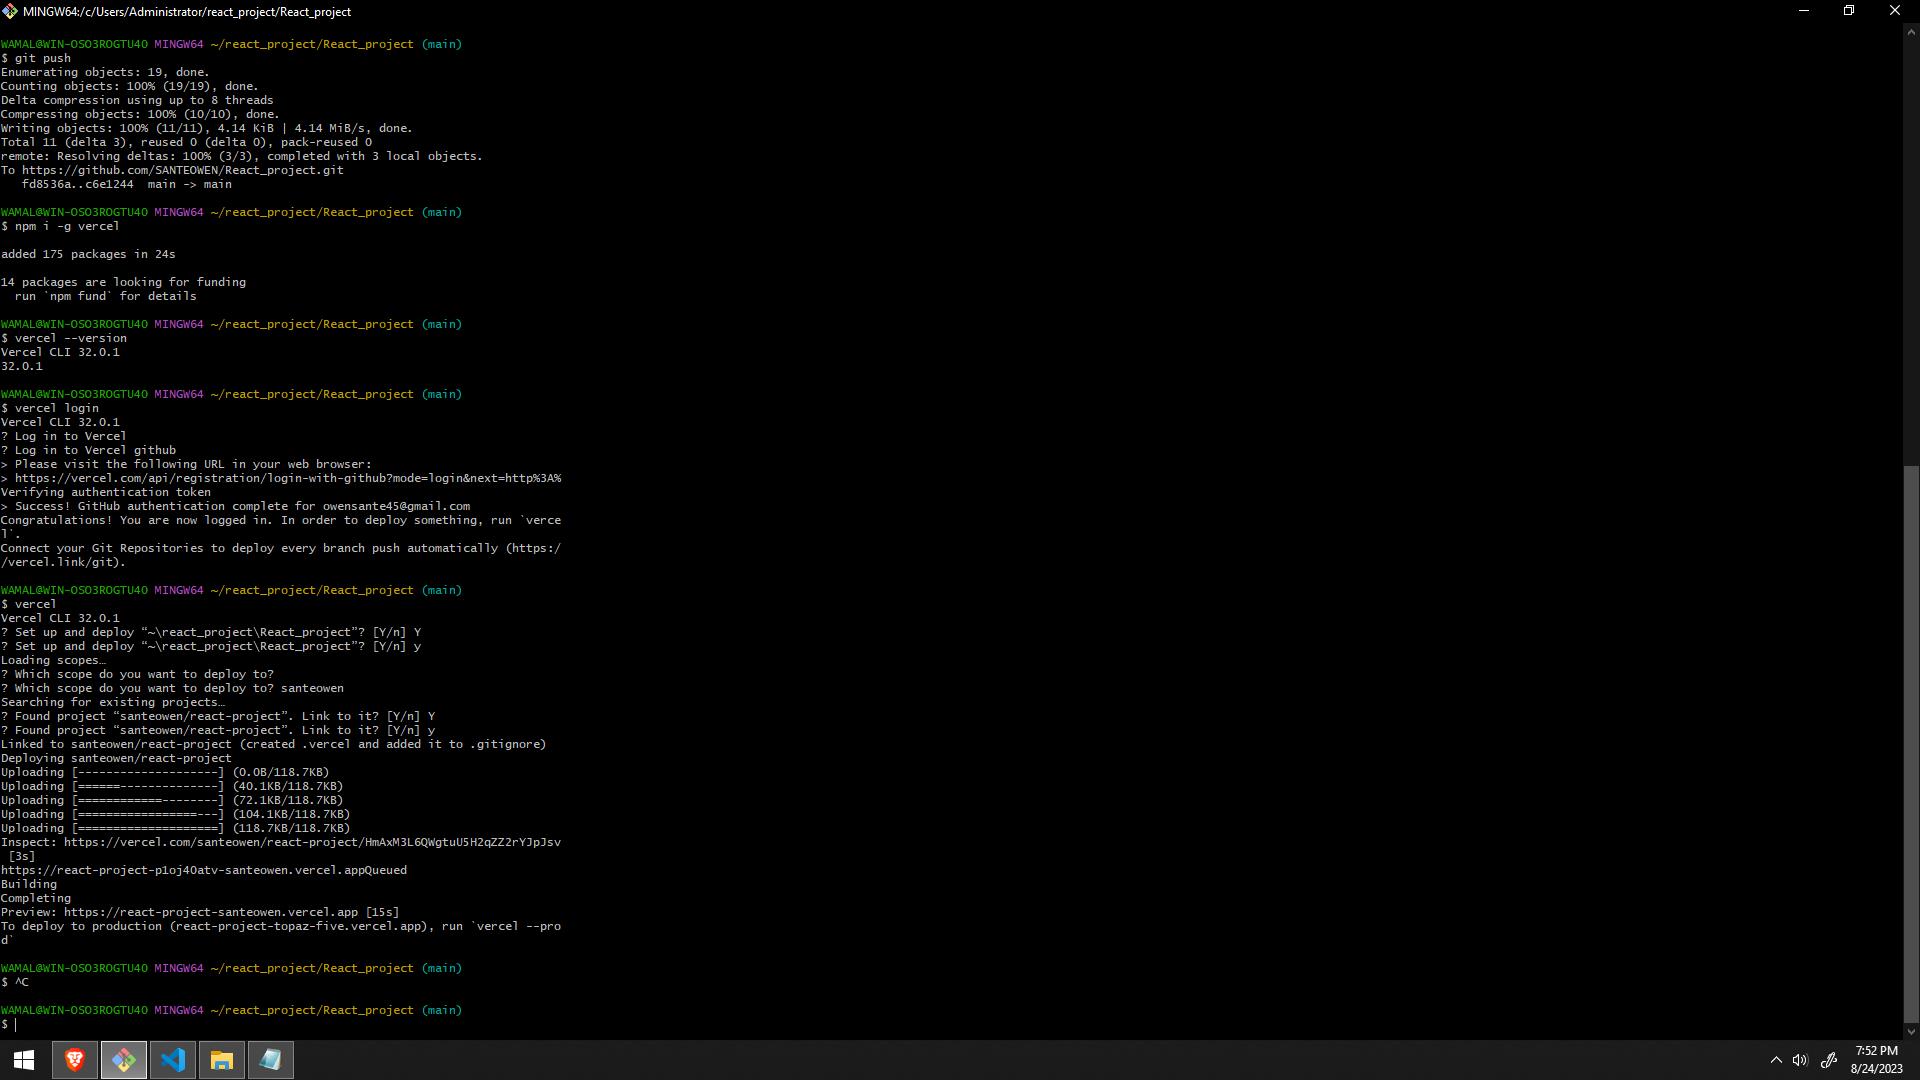 MINGW64:/c/Users/Administrator/react_project/React_project
WAMAL@WIN-OSO3ROGTU40 MINGW64 ~/react_project/React_project (main)
$ git push
Enumerating objects: 19, done.
Counting objects: 100% (19/19), done.
Delta compression using up to 8 threads
Compressing objects: 100% (10/10), done.
Writing objects: 100% (11/11), 4.14 KiB | 4.14 MiB/s, done.
Total 11 (delta 3), reused 0 (delta 0), pack-reused 0
remote: Resolving deltas: 100% (3/3), completed with 3 local objects.
To https://github.com/SANTEOWEN/React_project.git
   fd8536a..c6e1244  main -> main
WAMAL@WIN-OSO3ROGTU40 MINGW64 ~/react_project/React_project (main)
$ npm i -g vercel
added 175 packages in 24s
14 packages are looking for funding
  run `npm fund` for details
WAMAL@WIN-OSO3ROGTU40 MINGW64 ~/react_project/React_project (main)
$ vercel --version
Vercel CLI 32.0.1
32.0.1
WAMAL@WIN-OSO3ROGTU40 MINGW64 ~/react_project/React_project (main)
$ vercel login
Vercel CLI 32.0.1
? Log in to Vercel
? Log in to Vercel github
> Please visit the following URL in your web browser:
> https://vercel.com/api/registration/login-with-github?mode=login&next=http%3A%
Verifying authentication token
> Success! GitHub authentication complete for owensante45@gmail.com
Congratulations! You are now logged in. In order to deploy something, run `verce
l`.
Connect your Git Repositories to deploy every branch push automatically (https:/
/vercel.link/git).
WAMAL@WIN-OSO3ROGTU40 MINGW64 ~/react_project/React_project (main)
$ vercel
Vercel CLI 32.0.1
? Set up and deploy “~\react_project\React_project”? [Y/n] Y
? Set up and deploy “~\react_project\React_project”? [Y/n] y
Loading scopes…
? Which scope do you want to deploy to?
? Which scope do you want to deploy to? santeowen
Searching for existing projects…
? Found project “santeowen/react-project”. Link to it? [Y/n] Y
? Found project “santeowen/react-project”. Link to it? [Y/n] y
Linked to santeowen/react-project (created .vercel and added it to .gitignore)
Deploying santeowen/react-project
Uploading [--------------------] (0.0B/118.7KB)
Uploading [======--------------] (40.1KB/118.7KB)
Uploading [============--------] (72.1KB/118.7KB)
Uploading [=================---] (104.1KB/118.7KB)
Uploading [====================] (118.7KB/118.7KB)
Inspect: https://vercel.com/santeowen/react-project/HmAxM3L6QWgtuU5H2qZZ2rYJpJsv
 [3s]
https://react-project-p1oj40atv-santeowen.vercel.appQueued
Building
Completing
Preview: https://react-project-santeowen.vercel.app [15s]
To deploy to production (react-project-topaz-five.vercel.app), run `vercel --pro
d`
WAMAL@WIN-OSO3ROGTU40 MINGW64 ~/react_project/React_project (main)
$ ^C
WAMAL@WIN-OSO3ROGTU40 MINGW64 ~/react_project/React_project (main)
$
7:52 PM
8/24/2023